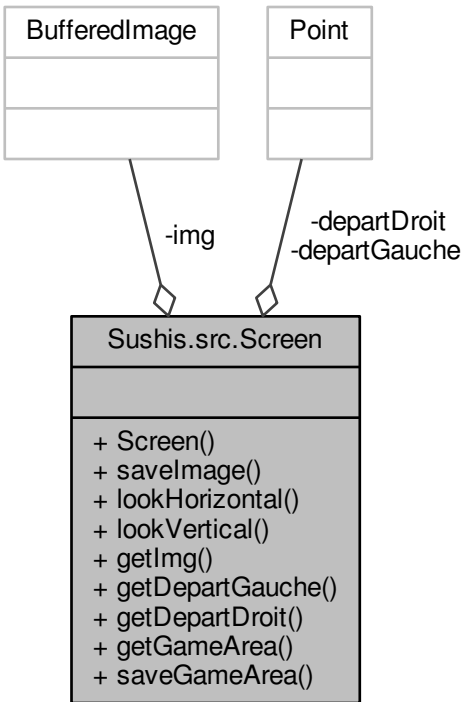 BufferedImage
Point
-img
-departDroit
-departGauche
Sushis.src.Screen
+ Screen()
+ saveImage()
+ lookHorizontal()
+ lookVertical()
+ getImg()
+ getDepartGauche()
+ getDepartDroit()
+ getGameArea()
+ saveGameArea()